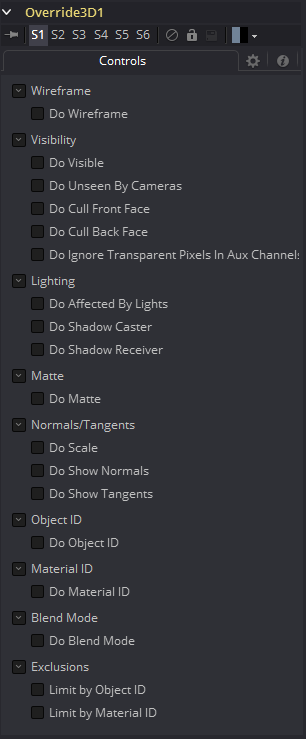 Override3D1
S1 S2 S3 S4 S5 S6
Controls
Wireframe
Do Wireframe
Visibility
Do Visible
Do Unseen By Cameras
Do Cull Front Face
Do Cull Back Face
Do Ignore Transparent Pixels In Aux Channels
Lighting
Do Affected By Lights
Do Shadow Caster
Do Shadow Receiver
Matte
Do Matte
Normals/Tangents
Do Scale
Do Show Normals
Do Show Tangents
Object ID
Do Object ID
Material ID
Do Material ID
Blend Mode
Do Blend Mode
Exclusions
Limit by Object ID
Limit by Material ID